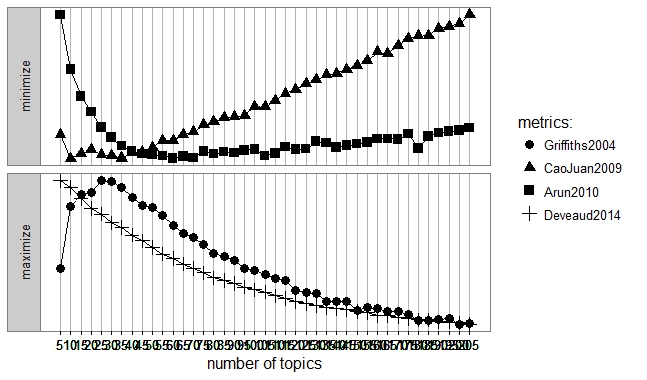 minimize
maximize
metrics:
Griffiths2004
CaoJuan2009
Arun2010
Deveaud2014
number of topics